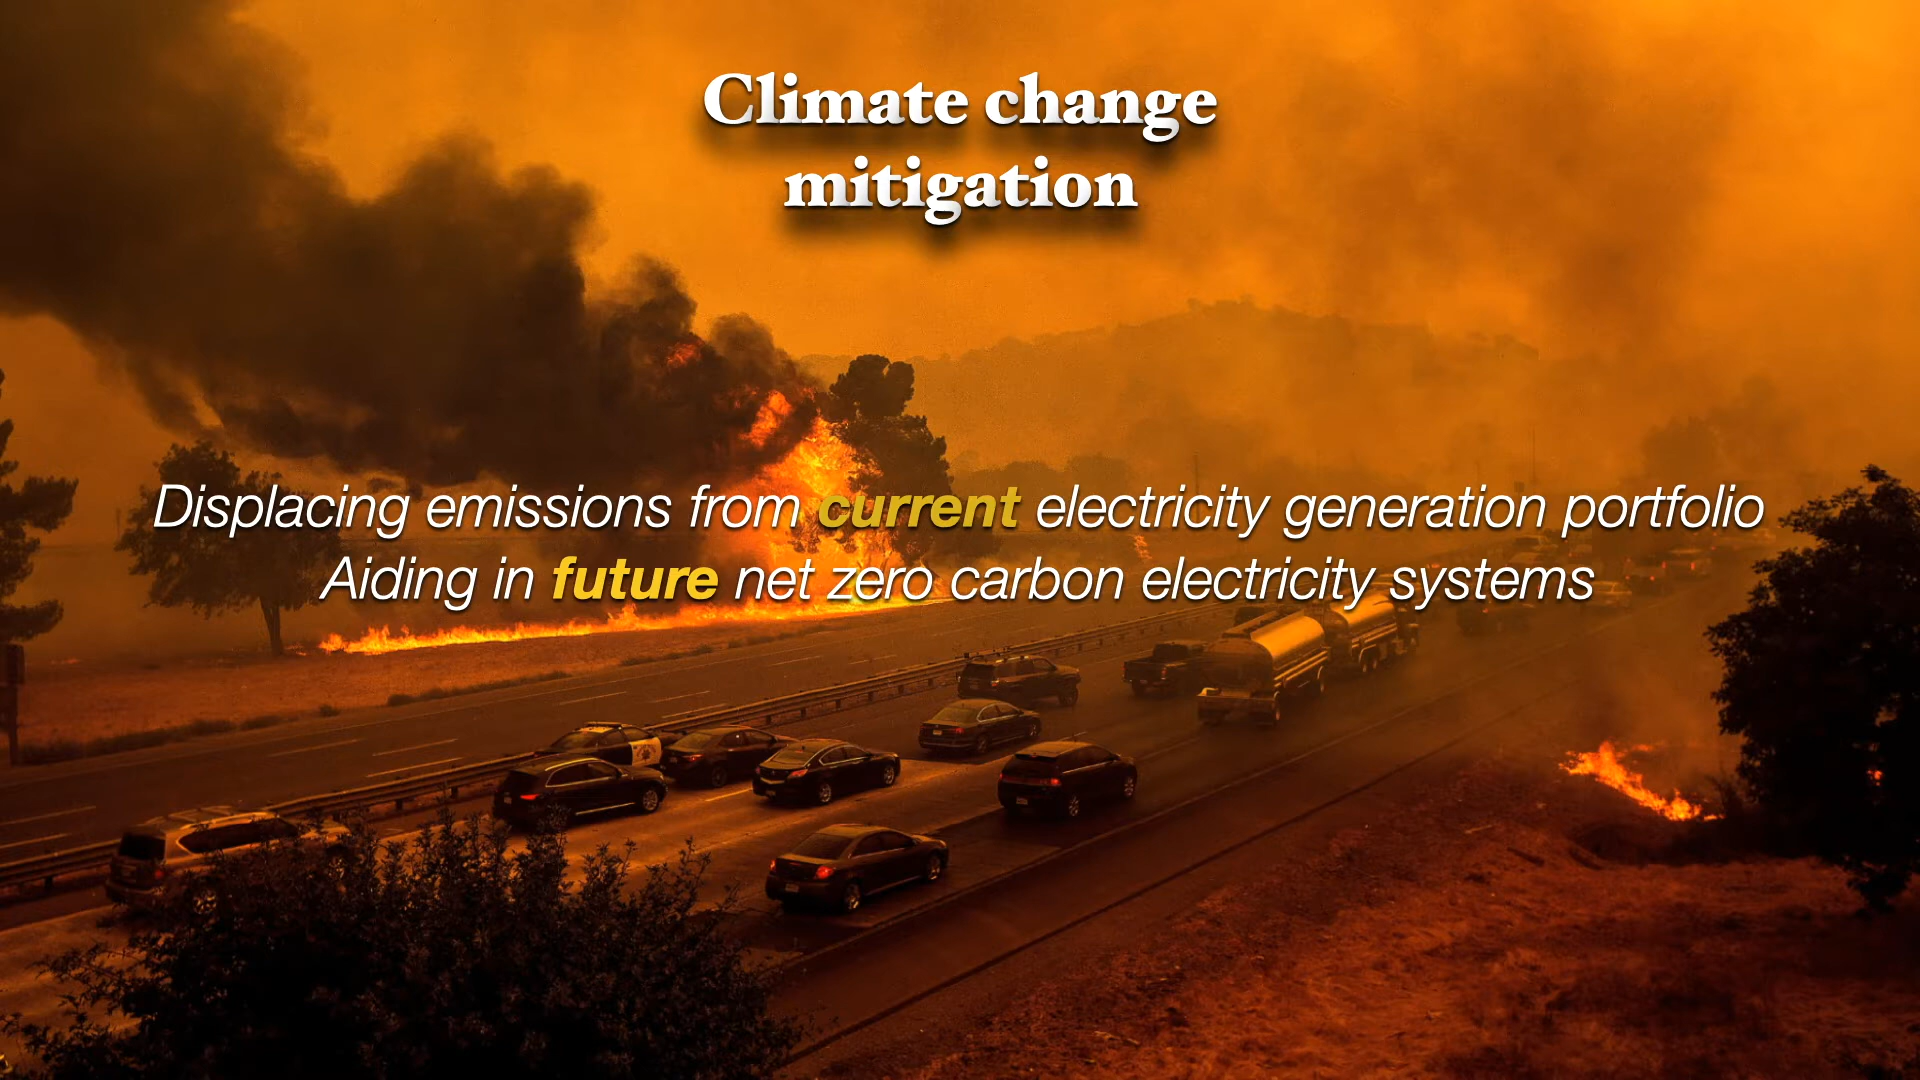 Climate change
mitigation
Displacing emissions from current electricity generation portfolio
Aiding in future net zero carbon electricity systems